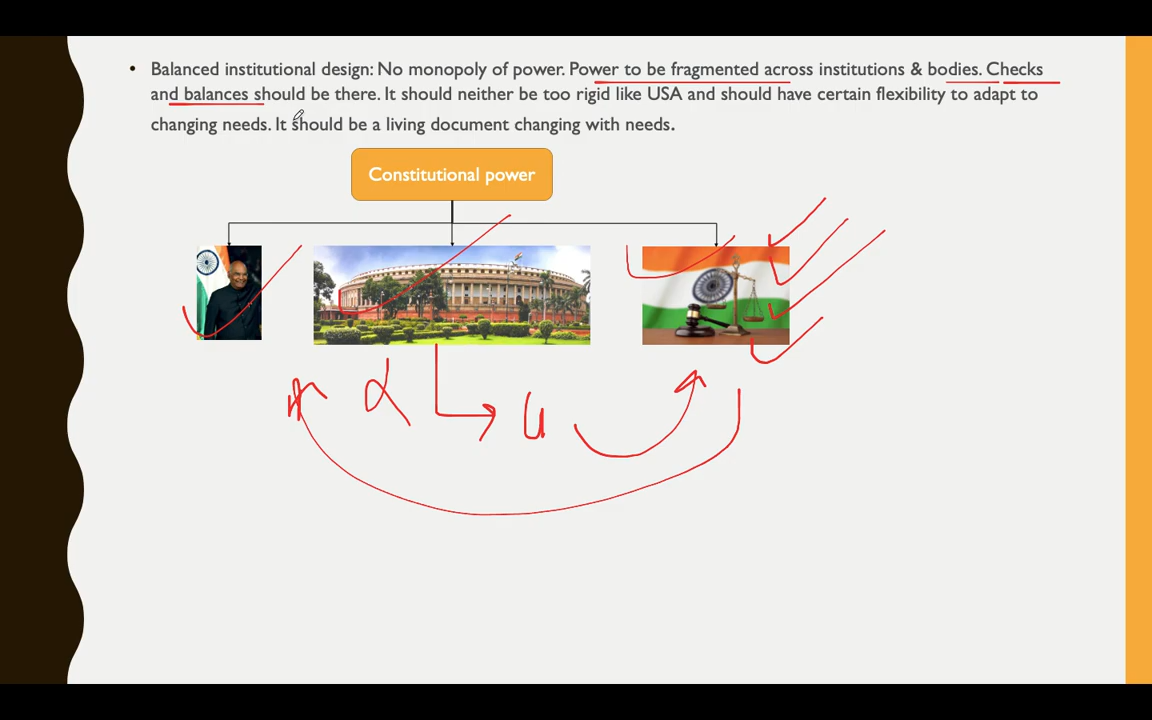 • Balanced institutional design: No monopoly of power. Power to be fragmented across institutions & bodies. Checks
and balances should be there. It should neither be too rigid like USA and should have certain flexibility to adapt to
changing needs. It should be a living document changing with needs.
Constitutional power